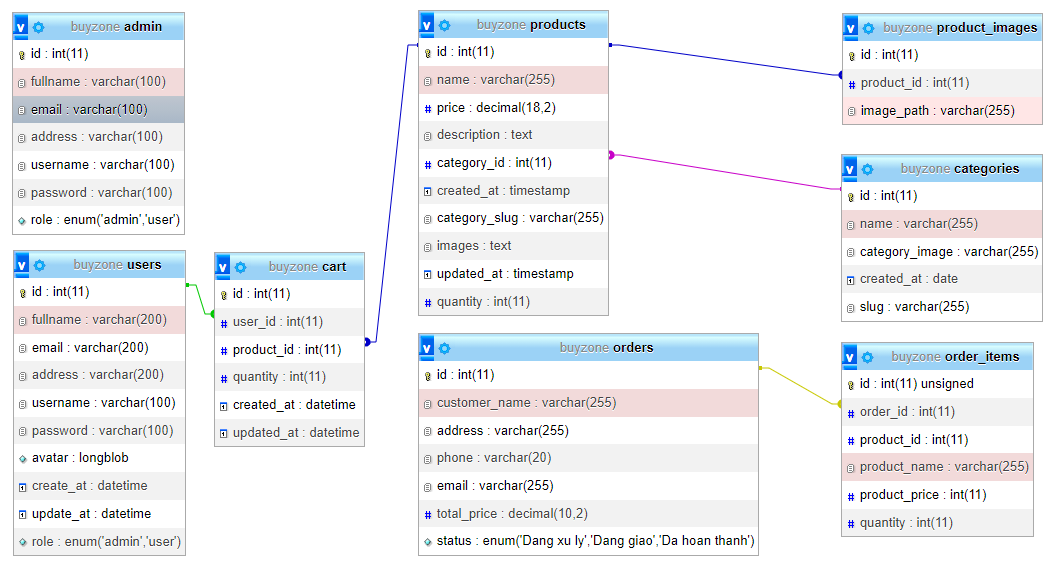 v buyzone admin
id : int(11)
fullname : varchar(100)
email : varchar(100)
address : varchar(100)
username : varchar(100)
password : varchar(100)
role : enum('admin','user')
v buyzone users
id : int(11)
fullname : varchar(200)
email : varchar(200)
address : varchar(200)
username : varchar(100)
password : varchar(100)
avatar : longblob
create_at : datetime
update_at : datetime
role : enum('admin','user')
v buyzone cart
id : int(11)
# user_id : int(11)
# product_id : int(11)
# quantity : int(11)
created_at : datetime
updated_at : datetime
v buyzone products
id : int(11)
name : varchar(255)
# price : decimal(18,2)
description : text
# category_id : int(11)
created_at : timestamp
category_slug : varchar(255)
images : text
updated_at : timestamp
# quantity : int(11)
v buyzone orders
id : int(11)
customer_name : varchar(255)
address : varchar(255)
phone : varchar(20)
email : varchar(255)
# total_price : decimal(10,2)
status : enum('Dang xu ly','Dang giao','Da hoan thanh')
v buyzone product_images
id : int(11)
# product_id : int(11)
image_path : varchar(255)
v buyzone categories
id : int(11)
name : varchar(255)
category_image : varchar(255)
created_at : date
slug : varchar(255)
v buyzone order_items
id : int(11) unsigned
# order_id : int(11)
# product_id : int(11)
product_name : varchar(255)
# product_price : int(11)
# quantity : int(11)